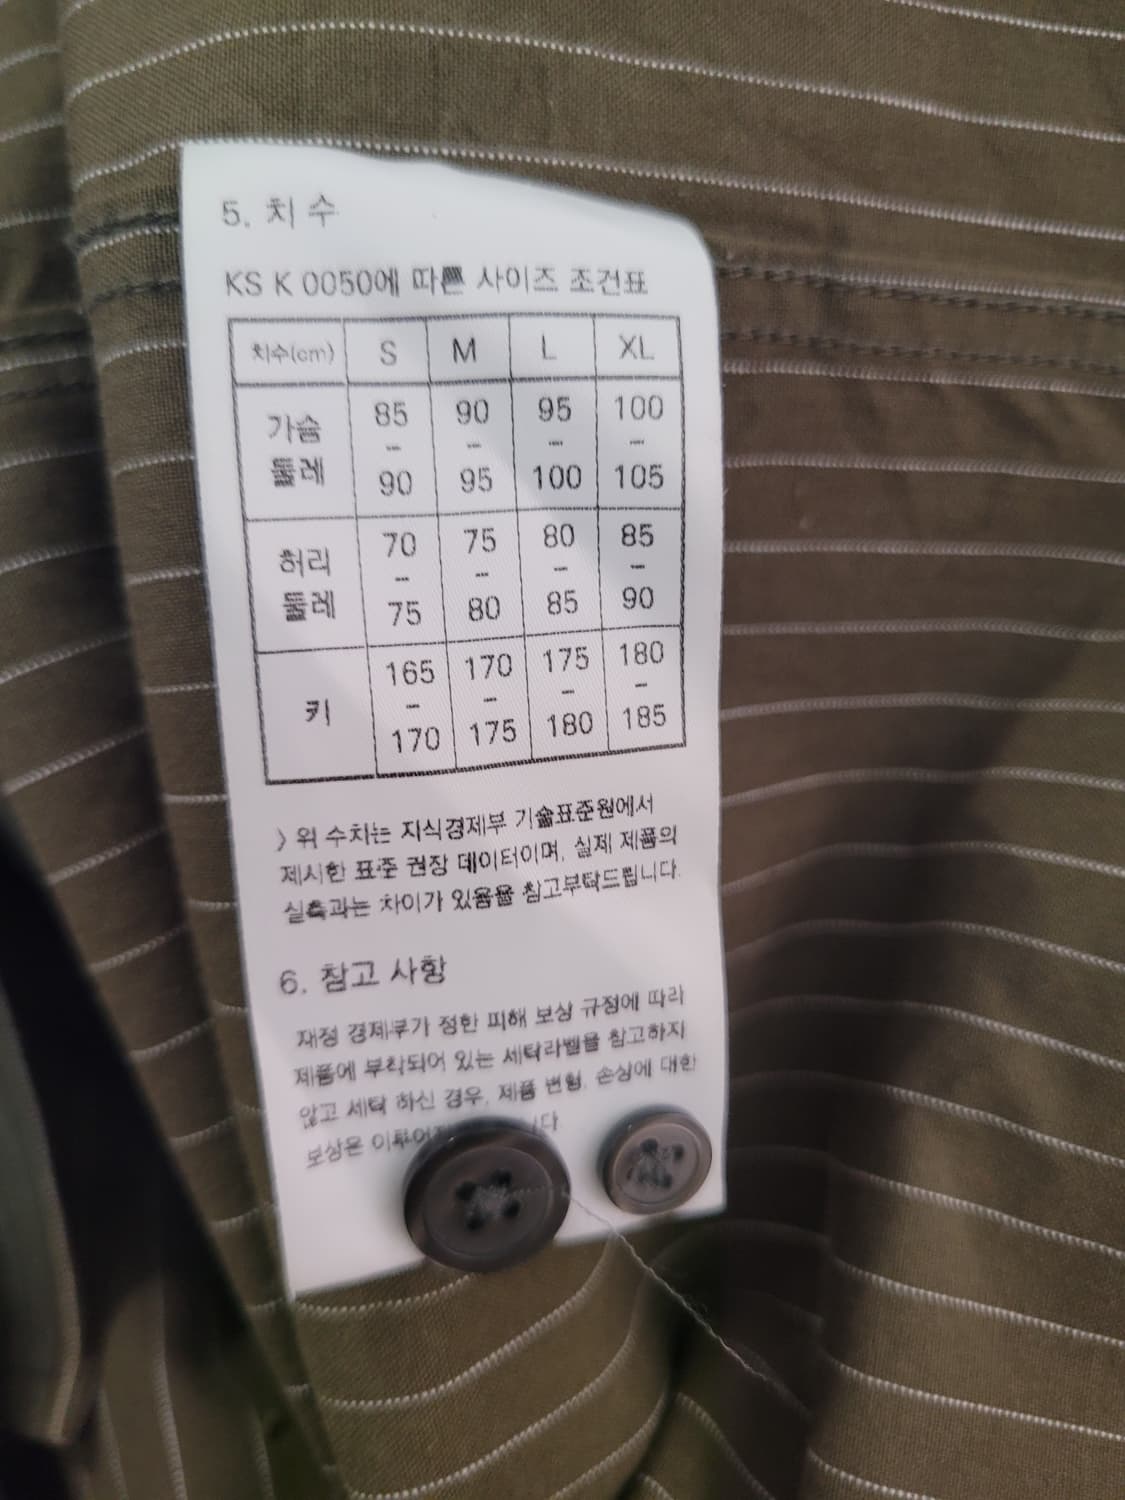 5. 치 수
KS K 0050에 따른 사이즈 조건표
치수(cm) S M L XL
가슴 둘레 85 - 90 90 - 95 95 - 100 100 - 105
허리 둘레 70 - 75 75 - 80 80 - 85 85 - 90
키 165 - 170 170 - 175 175 - 180 180 - 185
> 위 수치는 지식경제부 기술표준원에서
제시한 표준 권장 데이터이며, 실제 제품의
실측과는 차이가 있음을 참고부탁드립니다.
6. 참고 사항
재정 경제부가 정한 피해 보상 규정에 따라
제품에 부착되어 있는 세탁라벨을 참고하지
않고 세탁 하신 경우, 제품 변형, 손상에 대한
보상은